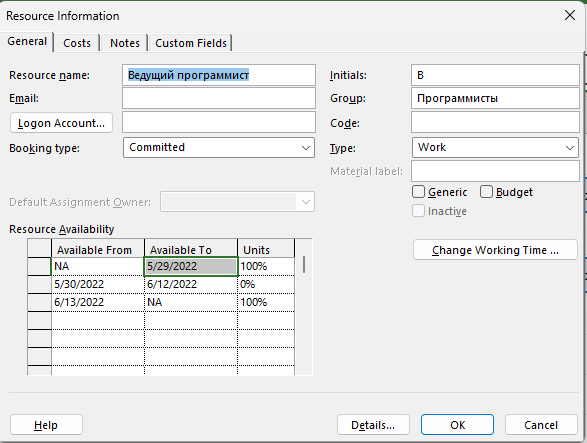 Resource Information
General Costs Notes Custom Fields
Resource name: Ведущий программист Initials: В
Email: Group: Программисты
Logon Account... Code:
Booking type: Committed Type: Work
Material label:
Default Assignment Owner: Generic Budget
Inactive
Resource Availability
Change Working Time ...
Available From Available To Units
NA 5/29/2022 100%
5/30/2022 6/12/2022 0%
6/13/2022 NA 100%
Help Details... OK Cancel